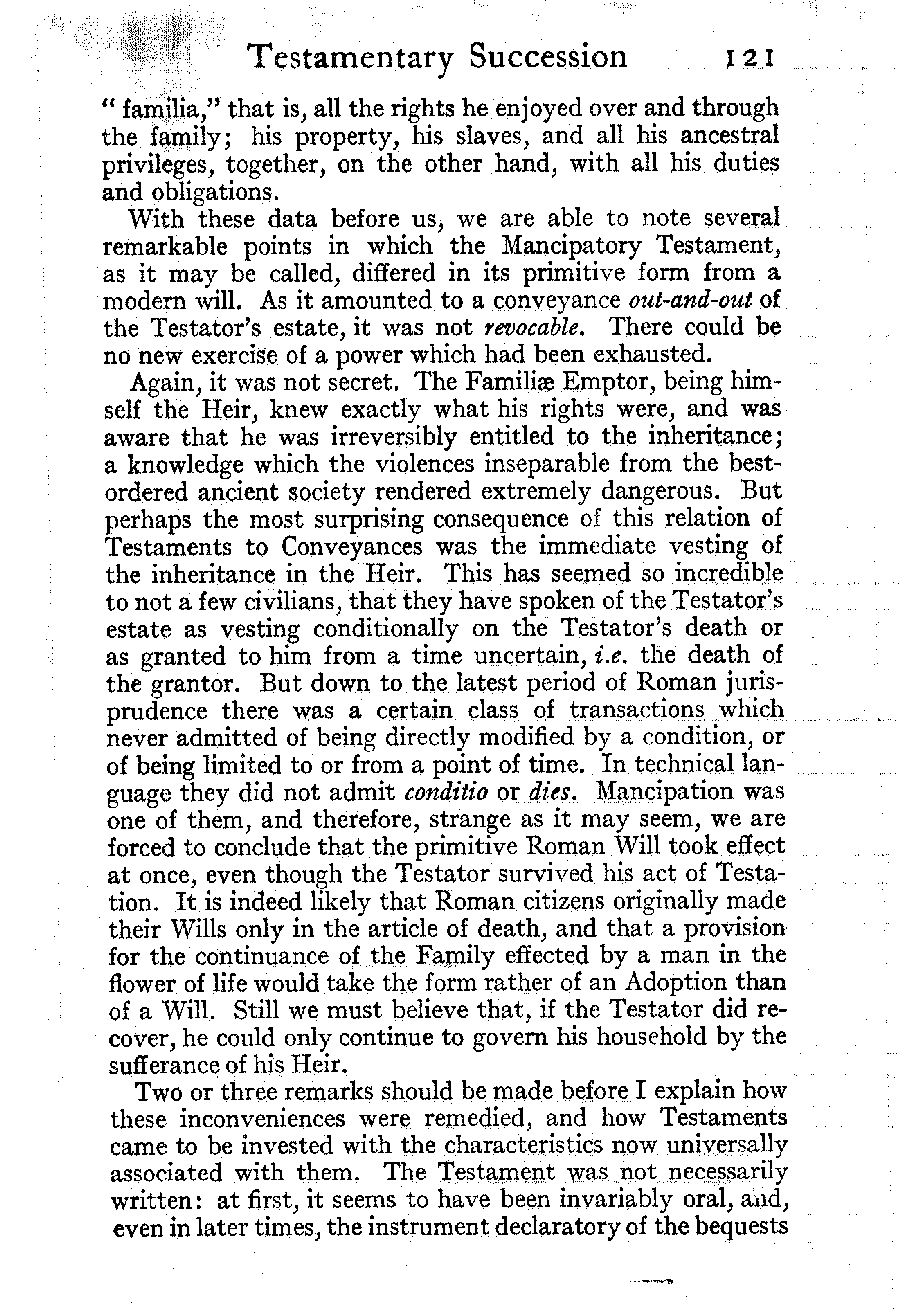 Testamentary Succession 121
“ familia,” that is, all the rights he enjoyed over and through
the family; his property, his slaves, and all his ancestral
privileges, together, on the other hand, with all his duties
and obligations.
With these data before us, we are able to note several
remarkable points in which the Mancipatory Testament,
as it may be called, differed in its primitive form from a
modern will. As it amounted to a conveyance out-and-out of
the Testator’s estate, it was not revocable. There could be
no new exercise of a power which had been exhausted.
Again, it was not secret. The Familiæ Emptor, being him-
self the Heir, knew exactly what his rights were, and was
aware that he was irreversibly entitled to the inheritance;
a knowledge which the violences inseparable from the best-
ordered ancient society rendered extremely dangerous. But
perhaps the most surprising consequence of this relation of
Testaments to Conveyances was the immediate vesting of
the inheritance in the Heir. This has seemed so incredible
to not a few civilians, that they have spoken of the Testator’s
estate as vesting conditionally on the Testator’s death or
as granted to him from a time uncertain, i.e. the death of
the grantor. But down to the latest period of Roman juris-
prudence there was a certain class of transactions which
never admitted of being directly modified by a condition, or
of being limited to or from a point of time. In technical lan-
guage they did not admit conditio or dies. Mancipation was
one of them, and therefore, strange as it may seem, we are
forced to conclude that the primitive Roman Will took effect
at once, even though the Testator survived his act of Testa-
tion. It is indeed likely that Roman citizens originally made
their Wills only in the article of death, and that a provision
for the continuance of the Family effected by a man in the
flower of life would take the form rather of an Adoption than
of a Will. Still we must believe that, if the Testator did re-
cover, he could only continue to govern his household by the
sufferance of his Heir.
Two or three remarks should be made before I explain how
these inconveniences were remedied, and how Testaments
came to be invested with the characteristics now universally
associated with them. The Testament was not necessarily
written: at first, it seems to have been invariably oral, and,
even in later times, the instrument declaratory of the bequests